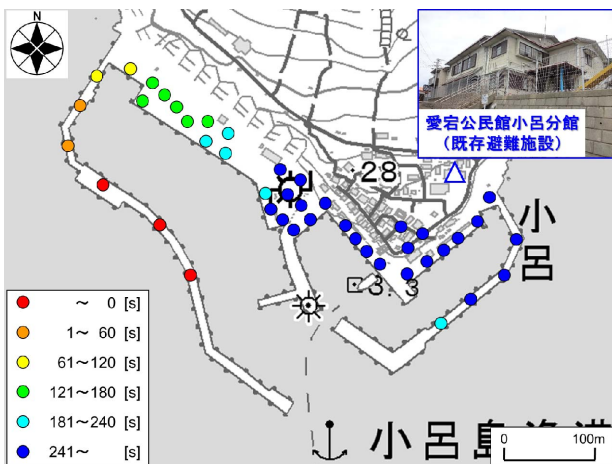 N
愛宕公民館小呂分館
（既存避難施設）
28
小呂
3.3
～ 0 [s]
1～ 60 [s]
61～120 [s]
121～180 [s]
181～240 [s]
241～ [s]
小呂島漁港
0 100m